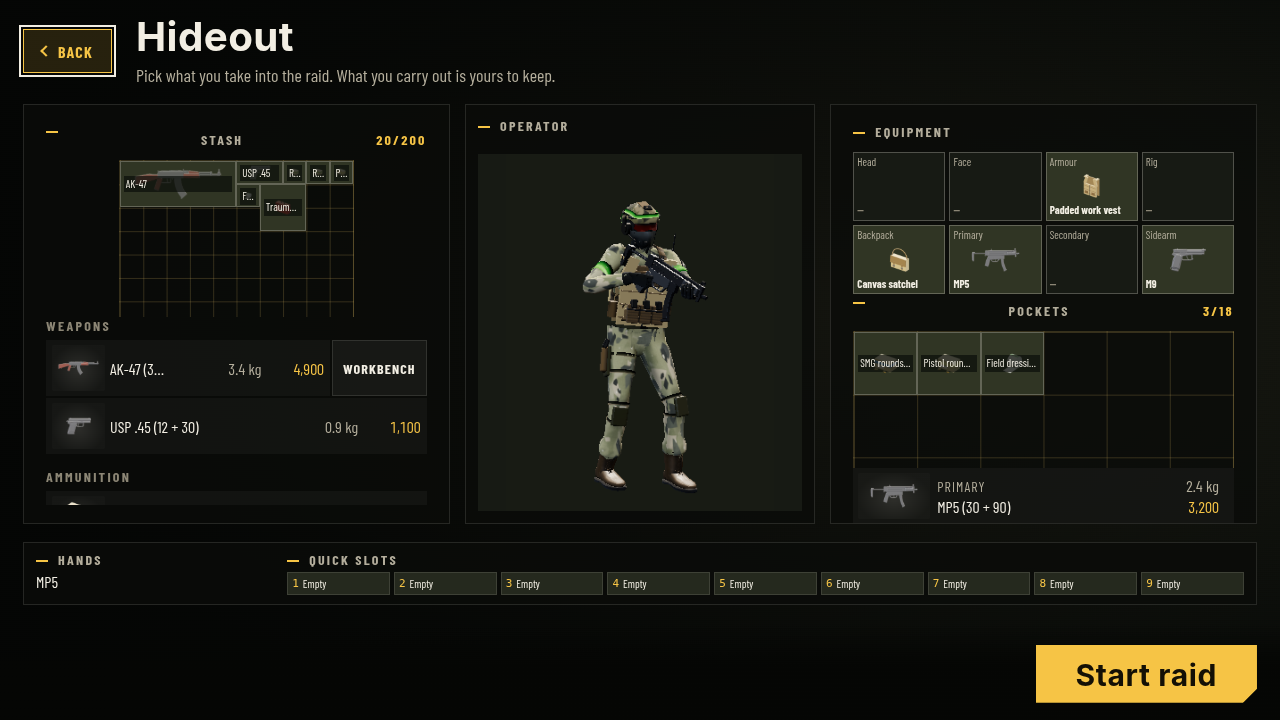 BACK
Hideout
Pick what you take into the raid. What you carry out is yours to keep.
STASH
20/200
AK-47
USP .45
R...
R...
P...
F...
Traum...
WEAPONS
AK-47 (3...
3.4 kg
4,900
WORKBENCH
USP .45 (12 + 30)
0.9 kg
1,100
AMMUNITION
OPERATOR
EQUIPMENT
Head
–
Face
–
Armour
Padded work vest
Rig
–
Backpack
Canvas satchel
Primary
MP5
Secondary
–
Sidearm
M9
POCKETS
3/18
SMG rounds...
Pistol roun...
Field dressi...
PRIMARY
2.4 kg
MP5 (30 + 90)
3,200
HANDS
MP5
QUICK SLOTS
1 Empty
2 Empty
3 Empty
4 Empty
5 Empty
6 Empty
7 Empty
8 Empty
9 Empty
Start raid